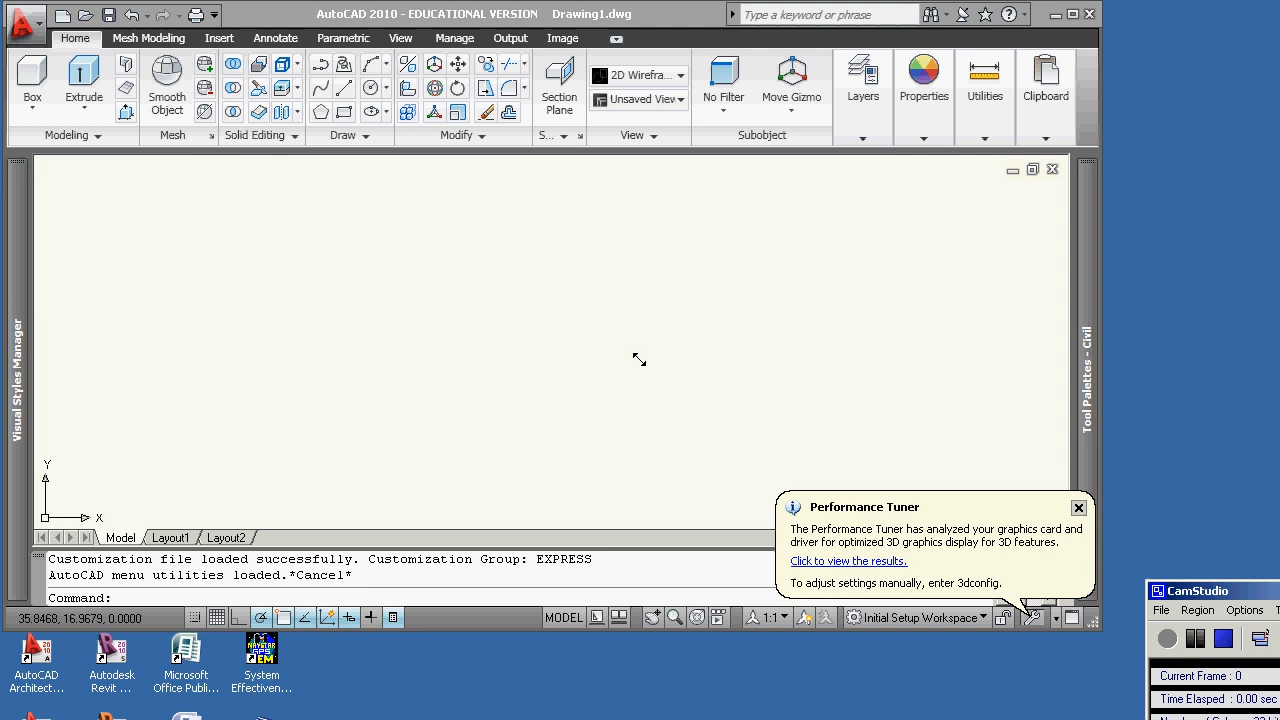 AutoCAD 2010 - EDUCATIONAL VERSION Drawing1.dwg
Type a keyword or phrase
Home Mesh Modeling Insert Annotate Parametric View Manage Output Image
Box
Extrude
Smooth
Object
Section
Plane
2D Wirefra...
Unsaved View
No Filter
Move Gizmo
Layers
Properties
Utilities
Clipboard
Modeling Mesh Solid Editing Draw Modify S... View Subobject
Visual Styles Manager
Tool Palettes - Civil
Y
X
Model Layout1 Layout2
Customization file loaded successfully. Customization Group: EXPRESS
AutoCAD menu utilities loaded.*Cancel*
Command:
Performance Tuner
The Performance Tuner has analyzed your graphics card and
driver for optimized 3D graphics display for 3D features.
Click to view the results.
To adjust settings manually, enter 3dconfig.
35.8468, 16.9679, 0.0000
MODEL
1:1
Initial Setup Workspace
AutoCAD
Architect...
Autodesk
Revit ...
Microsoft
Office Publi...
NAVSTAR
GPS
EM
System
Effectiven...
CamStudio
File Region Options
Current Frame : 0
Time Elasped : 0.00 sec